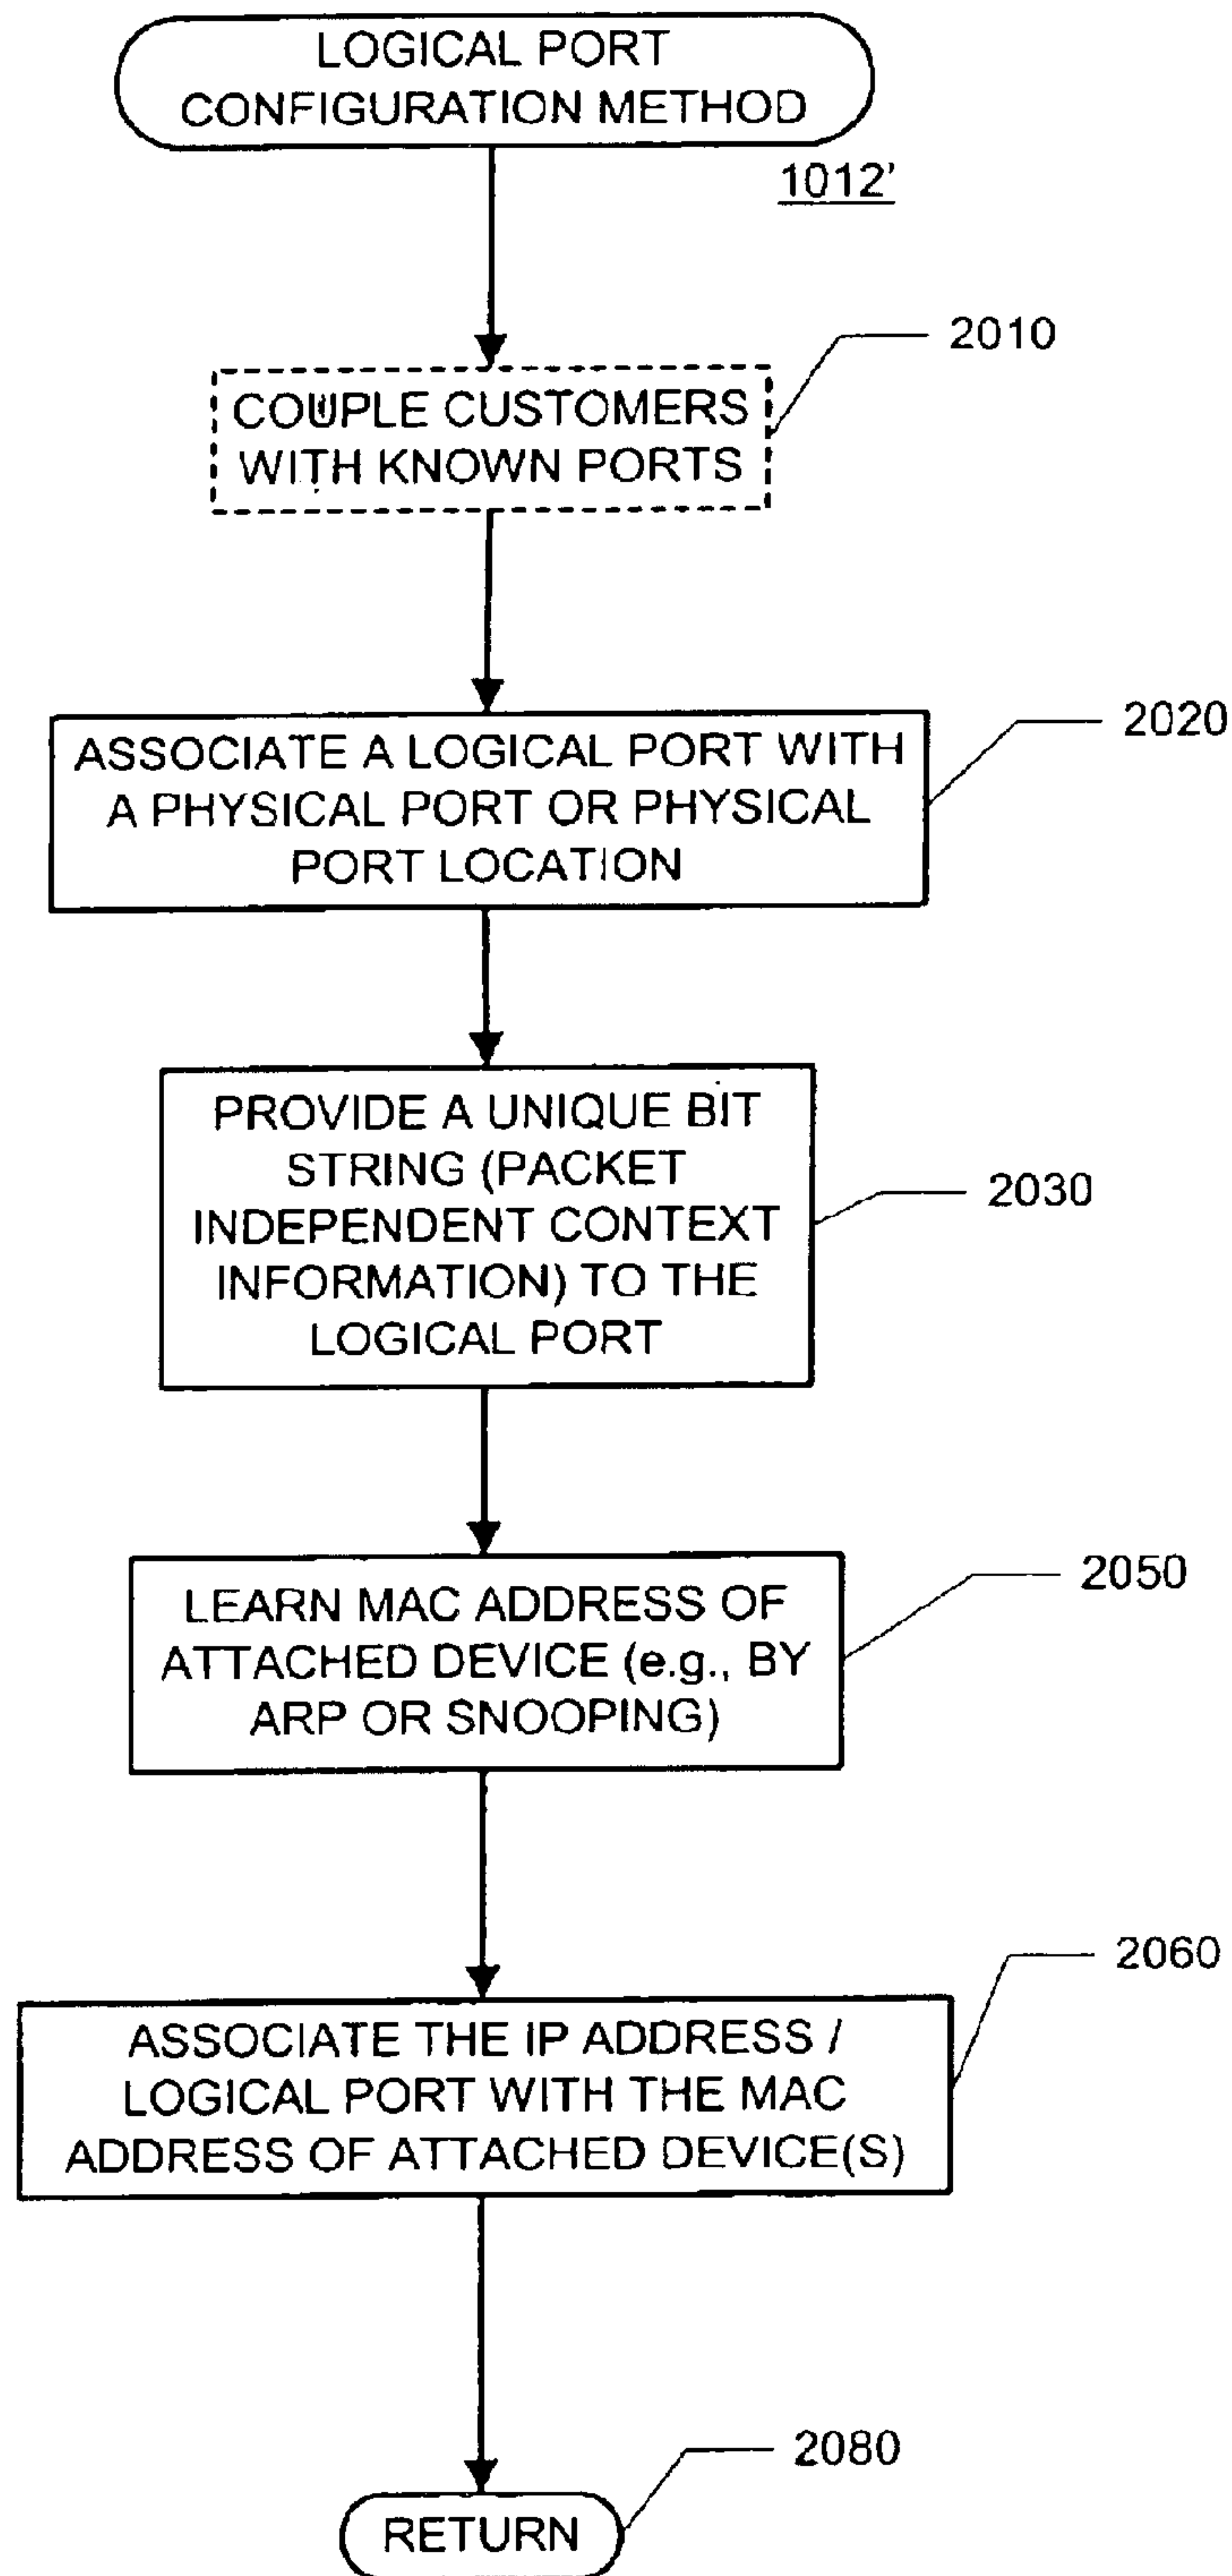 LOGICAL PORT
CONFIGURATION METHOD
1012'
2010
COUPLE CUSTOMERS
WITH KNOWN PORTS
2020
ASSOCIATE A LOGICAL PORT WITH
A PHYSICAL PORT OR PHYSICAL
PORT LOCATION
PROVIDE A UNIQUE BIT
STRING (PACKET
INDEPENDENT CONTEXT
INFORMATION) TO THE
LOGICAL PORT
2030
LEARN MAC ADDRESS OF
ATTACHED DEVICE (e.g., BY
ARP OR SNOOPING)
2050
2060
ASSOCIATE THE IP ADDRESS /
LOGICAL PORT WITH THE MAC
ADDRESS OF ATTACHED DEVICE(S)
2080
RETURN